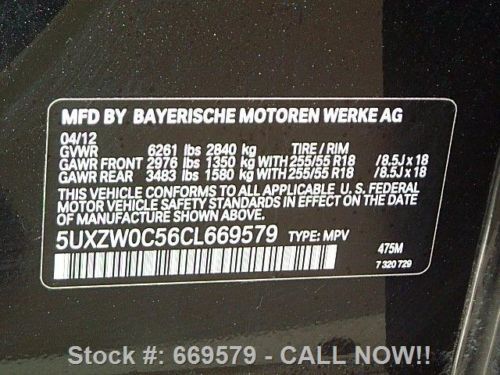 MFD BY BAYERISCHE MOTOREN WERKE AG
04/12
GVWR 6261 lbs 2840 kg TIRE / RIM
GAWR FRONT 2976 lbs 1350 kg WITH 255/55 R18 /8.5J x 18
GAWR REAR 3483 lbs 1580 kg WITH 255/55 R18 /8.5J x 18
THIS VEHICLE CONFORMS TO ALL APPLICABLE U. S. FEDERAL
MOTOR VEHICLE SAFETY STANDARDS IN EFFECT ON THE DATE OF
MANUFACTURE SHOWN ABOVE.
5UXZW0C56CL669579 TYPE: MPV
475M
7 320 729
Stock #: 669579 - CALL NOW!!